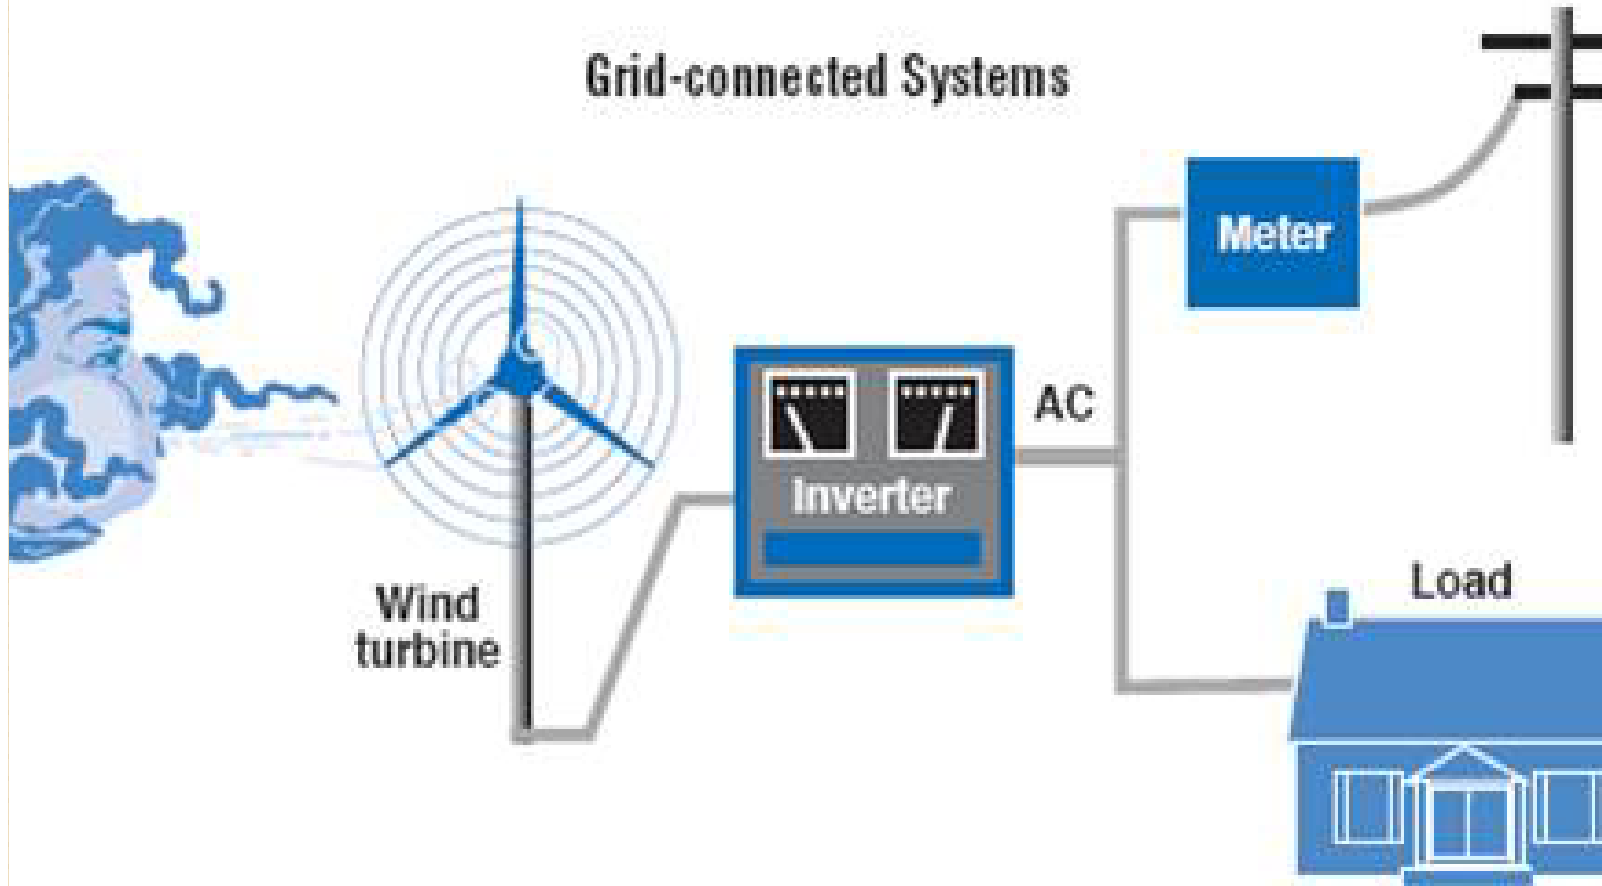 Grid-connected Systems
Meter
AC
Inverter
Load
Wind
turbine